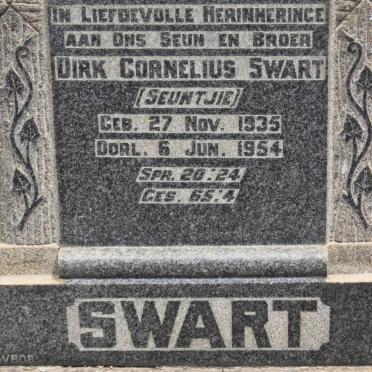 In Liefdevolle Herinneringe
aan Ons Seun en Broer
Dirk Cornelius Swart
(Seuntjie)
Geb. 27 Nov. 1935
Oorl. 6 Jun. 1954
Spr. 20:24
Ges. 65:4
SWART